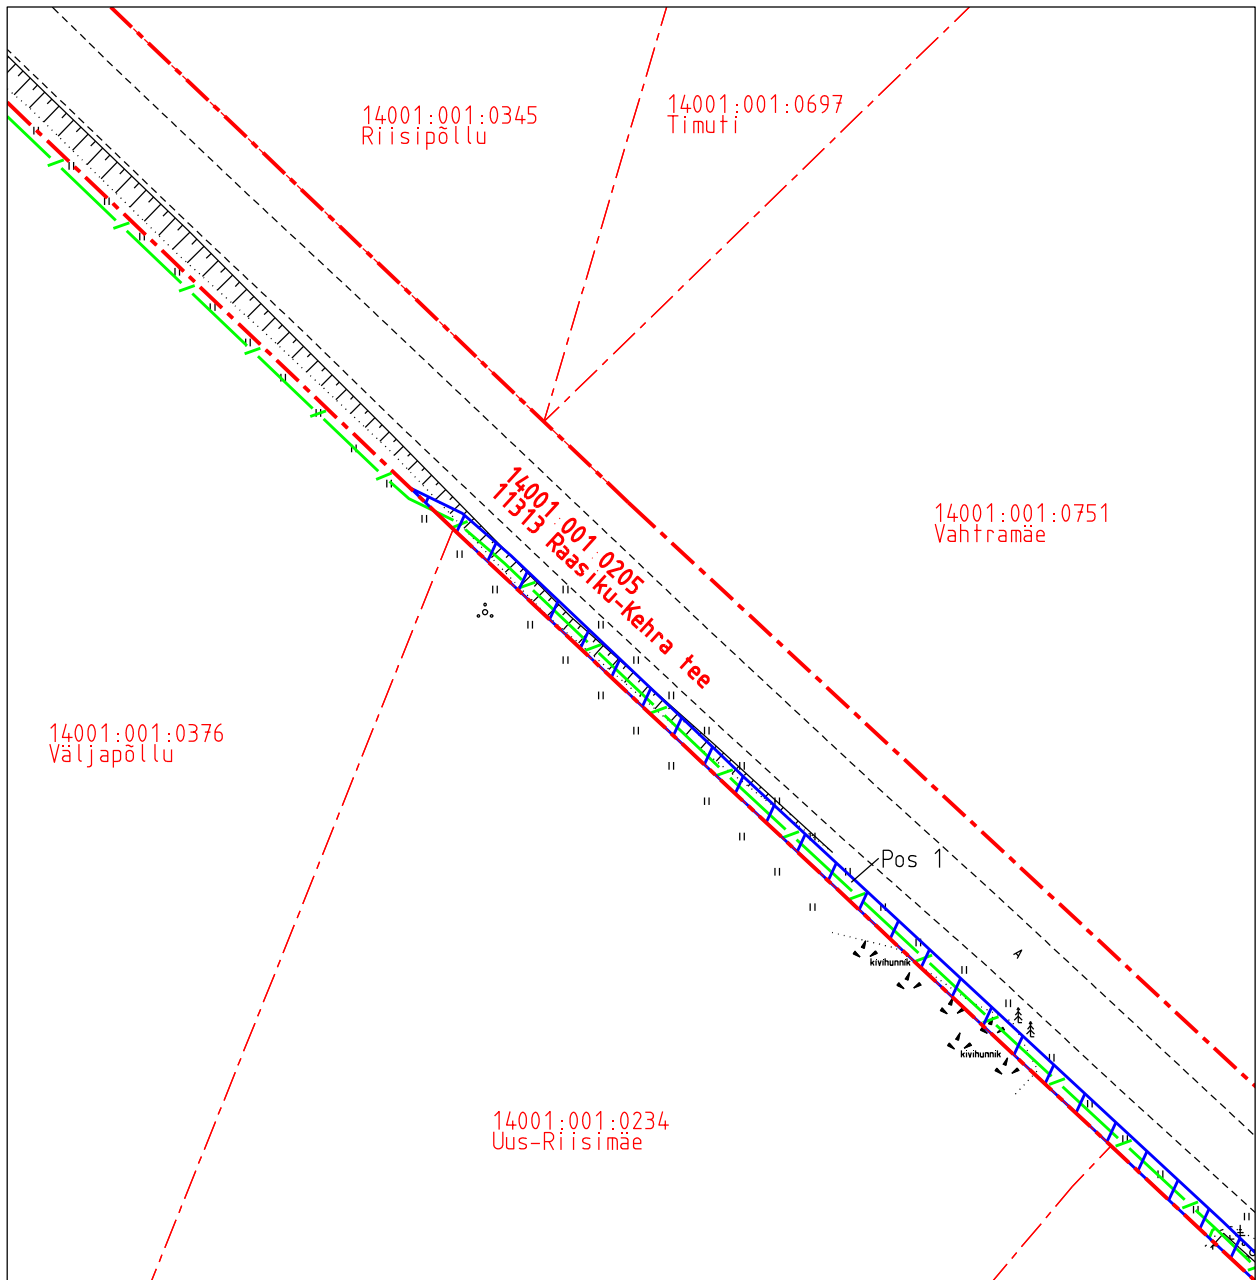 14001:001:0345
Riisipõllu
14001:001:0697
Timuti
14001:001:0205
11313 Raasiku-Kehra tee
14001:001:0751
Vahtramäe
14001:001:0376
Väljapõllu
Pos 1
A
kivihunnik
kivihunnik
14001:001:0234
Uus-Riisimäe